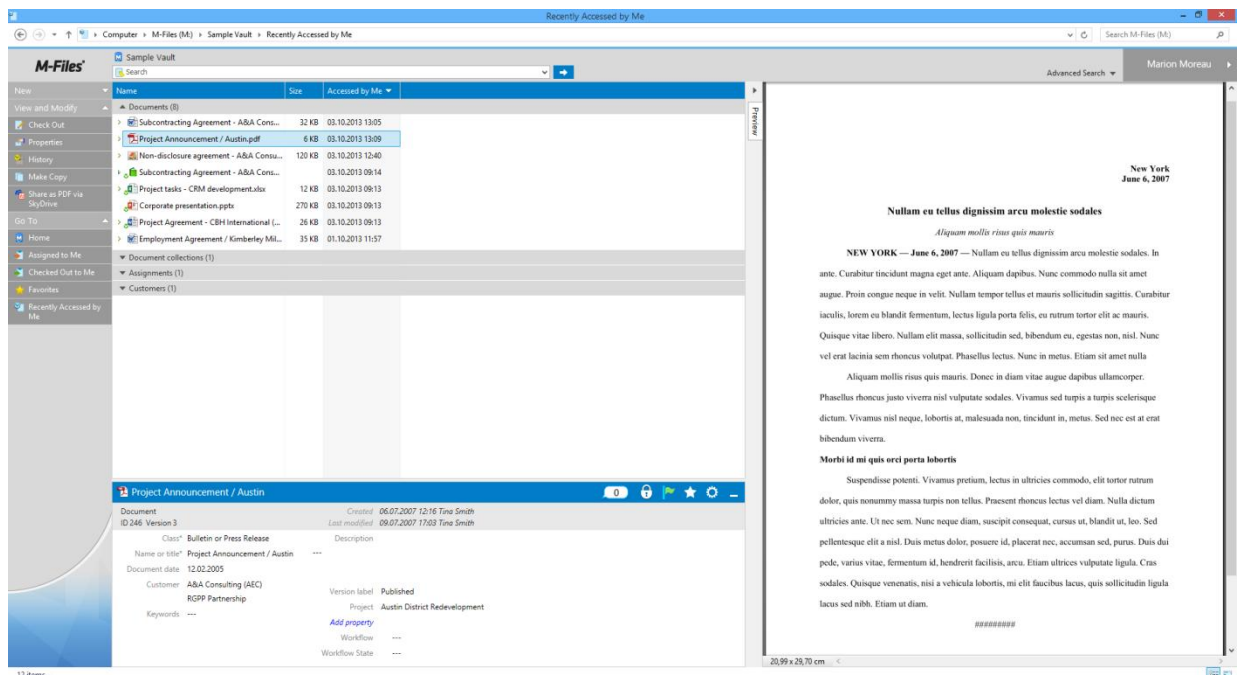 Recently Accessed by Me
Computer ▸ M-Files (M:) ▸ Sample Vault ▸ Recently Accessed by Me
Search M-Files (M:)
M-Files®
Sample Vault
Search
Advanced Search
Marion Moreau
New
View and Modify
Check Out
Properties
History
Make Copy
Share as PDF via
SkyDrive
Go To
Home
Assigned to Me
Checked Out to Me
Favorites
Recently Accessed by
Me
Name Size Accessed by Me
Documents (8)
Subcontracting Agreement - A&A Cons... 32 KB 03.10.2013 13:05
Project Announcement / Austin.pdf 6 KB 03.10.2013 13:09
Non-disclosure agreement - A&A Consu... 120 KB 03.10.2013 12:40
Subcontracting Agreement - A&A Cons... 03.10.2013 09:14
Project tasks - CRM development.xlsx 12 KB 03.10.2013 09:13
Corporate presentation.pptx 270 KB 03.10.2013 09:13
Project Agreement - CBH International (... 26 KB 03.10.2013 09:13
Employment Agreement / Kimberley Mil... 35 KB 01.10.2013 11:57
Document collections (1)
Assignments (1)
Customers (1)
Preview
Project Announcement / Austin
0
Document Created 06.07.2007 12:16 Tina Smith
ID 246 Version 3 Last modified 09.07.2007 17:03 Tina Smith
Class* Bulletin or Press Release
Name or title* Project Announcement / Austin
Document date 12.02.2005
Customer A&A Consulting (AEC)
RGPP Partnership
Keywords ---
Description
---
Version label Published
Project Austin District Redevelopment
Add property
Workflow ---
Workflow State ---
New York
June 6, 2007
Nullam eu tellus dignissim arcu molestie sodales
Aliquam mollis risus quis mauris
NEW YORK — June 6, 2007 — Nullam eu tellus dignissim arcu molestie sodales. In
ante. Curabitur tincidunt magna eget ante. Aliquam dapibus. Nunc commodo nulla sit amet
augue. Proin congue neque in velit. Nullam tempor tellus et mauris sollicitudin sagittis. Curabitur
iaculis, lorem eu blandit fermentum, lectus ligula porta felis, eu rutrum tortor elit ac mauris.
Quisque vitae libero. Nullam elit massa, sollicitudin sed, bibendum eu, egestas non, nisl. Nunc
vel erat lacinia sem rhoncus volutpat. Phasellus lectus. Nunc in metus. Etiam sit amet nulla
Aliquam mollis risus quis mauris. Donec in diam vitae augue dapibus ullamcorper.
Phasellus rhoncus justo viverra nisl vulputate sodales. Vivamus sed turpis a turpis scelerisque
dictum. Vivamus nisl neque, lobortis at, malesuada non, tincidunt in, metus. Sed nec est at erat
bibendum viverra.
Morbi id mi quis orci porta lobortis
Suspendisse potenti. Vivamus pretium, lectus in ultricies commodo, elit tortor rutrum
dolor, quis nonummy massa turpis non tellus. Praesent rhoncus lectus vel diam. Nulla dictum
ultricies ante. Ut nec sem. Nunc neque diam, suscipit consequat, cursus ut, blandit ut, leo. Sed
pellentesque elit a nisl. Duis metus dolor, posuere id, placerat nec, accumsan sed, purus. Duis dui
pede, varius vitae, fermentum id, hendrerit facilisis, arcu. Etiam ultrices vulputate ligula. Cras
sodales. Quisque venenatis, nisi a vehicula lobortis, mi elit faucibus lacus, quis sollicitudin ligula
lacus sed nibh. Etiam ut diam.
#########
20,99 x 29,70 cm
12 items